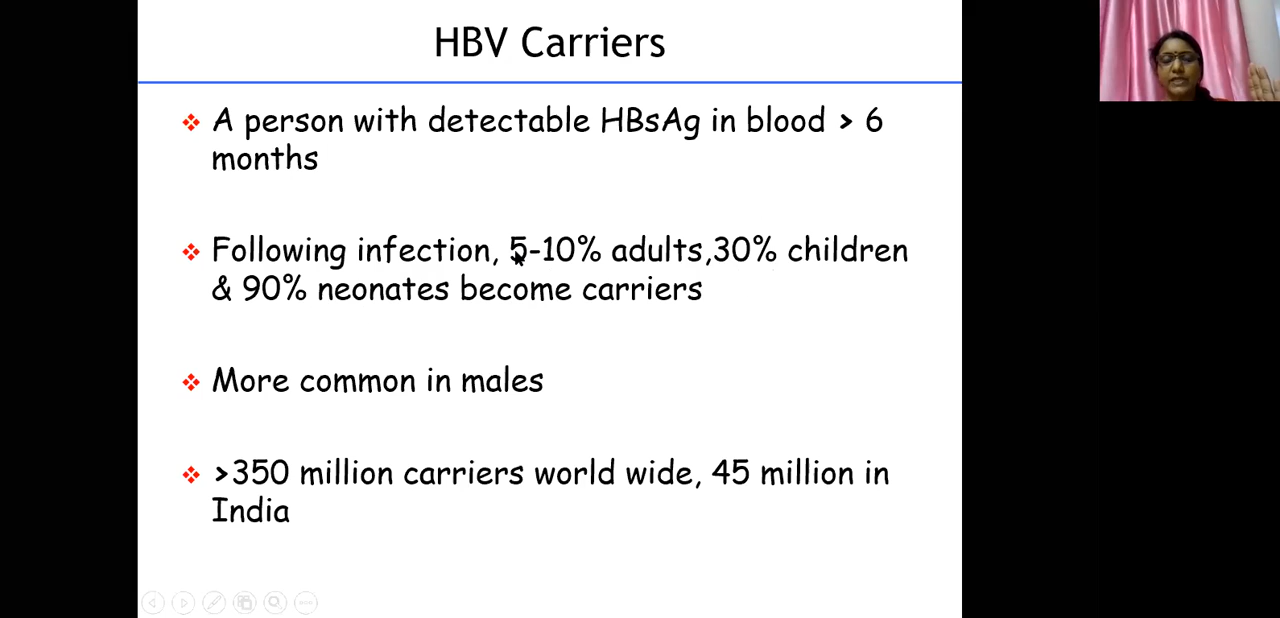 HBV Carriers
A person with detectable HBsAg in blood > 6
months
Following infection, 5-10% adults,30% children
& 90% neonates become carriers
More common in males
>350 million carriers world wide, 45 million in
India